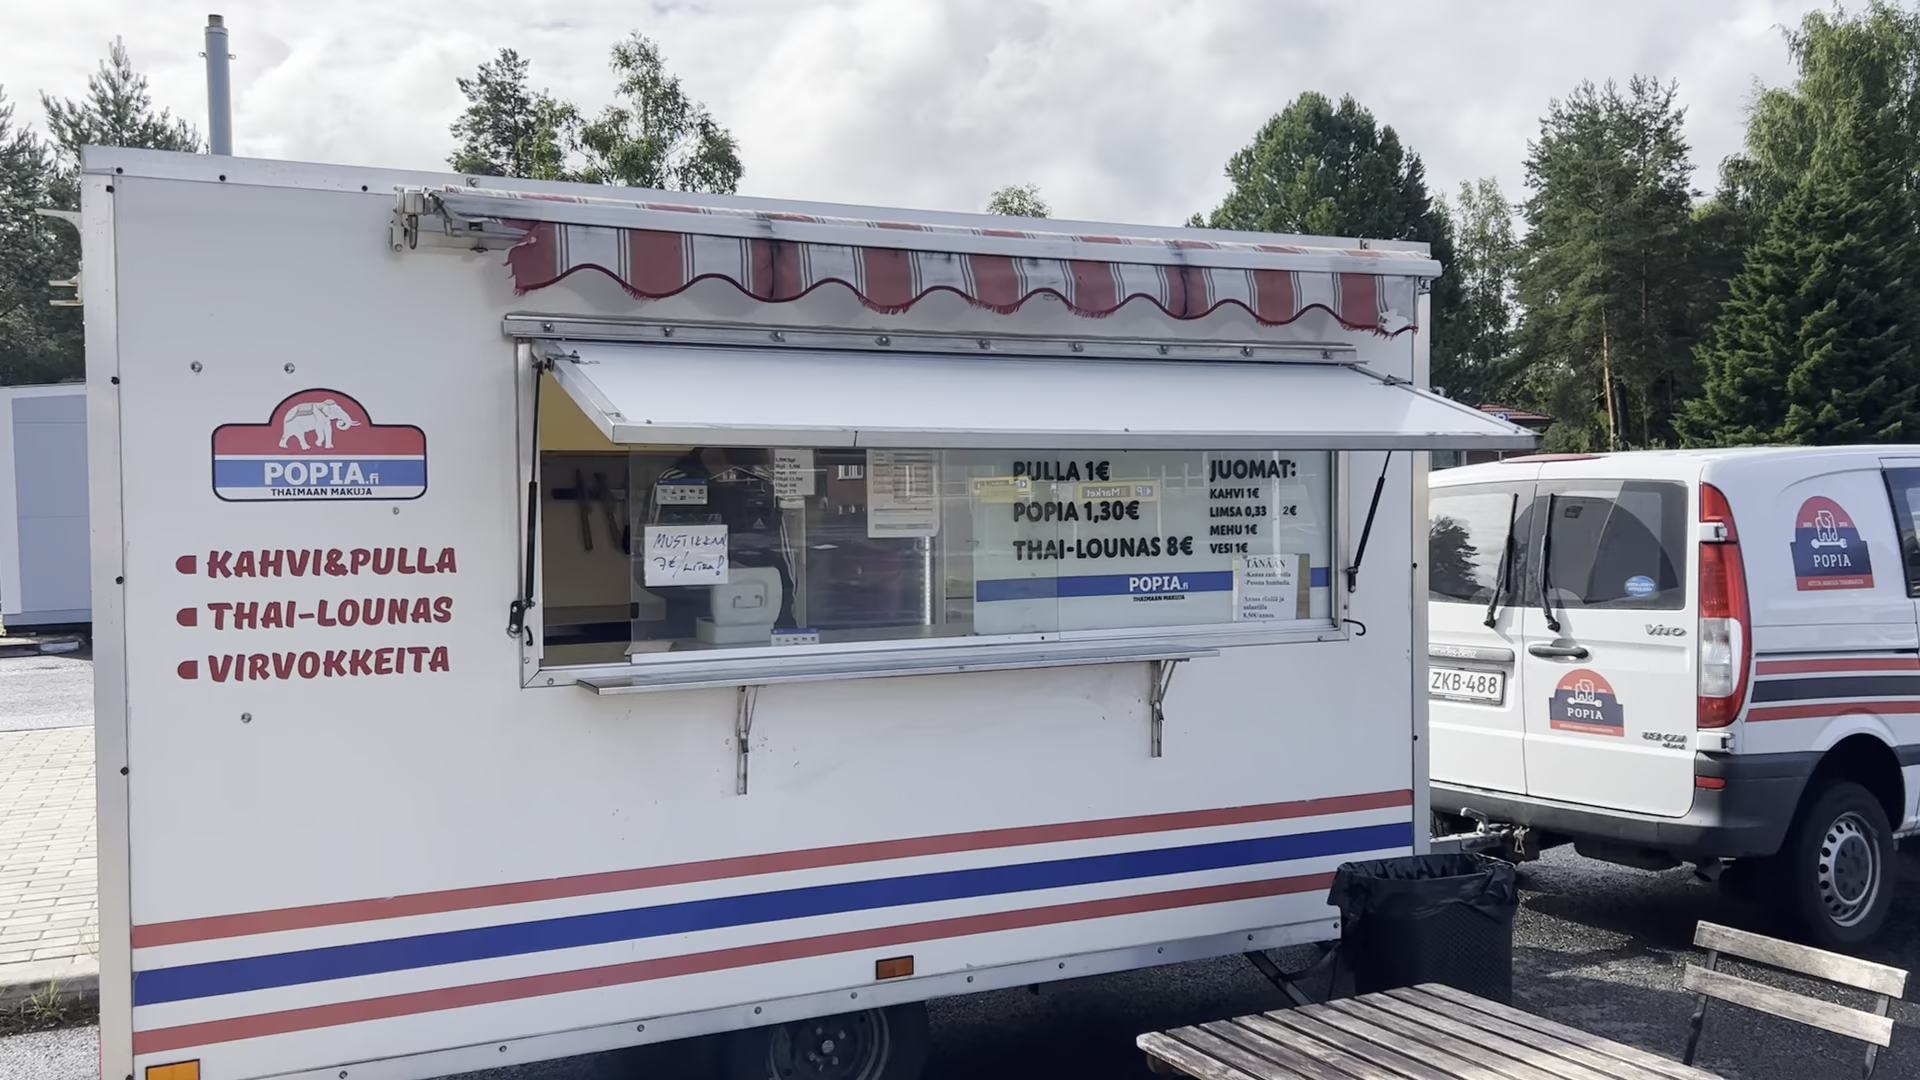 POPIA.fi
THAIMAAN MAKUJA
KAHVI&PULLA
THAI-LOUNAS
VIRVOKKEITA
MUSTIKKAA
7€/LITRA!
PULLA 1€
POPIA 1,30€
THAI-LOUNAS 8€
JUOMAT:
KAHVI 1€
LIMSA 0,33 2€
MEHU 1€
VESI 1€
POPIA.fi
THAIMAAN MAKUJA
TÄNÄÄN
Market
POPIA
Vito
ZKB-488
POPIA